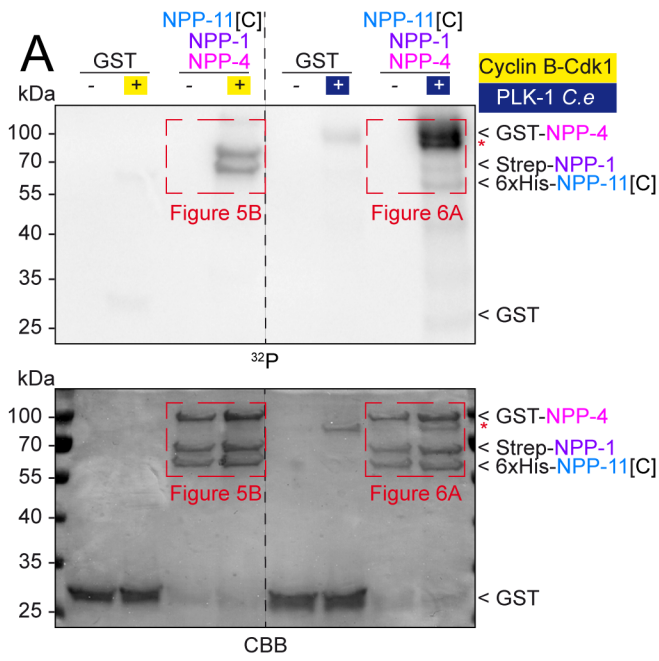 A
GST
NPP-11[C]
NPP-1
NPP-4
GST
NPP-11[C]
NPP-1
NPP-4
- + - + - + - +
Cyclin B-Cdk1
PLK-1 C.e
kDa
100
70
55
40
35
25
< GST-NPP-4
*
< Strep-NPP-1
< 6xHis-NPP-11[C]
< GST
Figure 5B
Figure 6A
32P
kDa
100
70
55
40
35
25
< GST-NPP-4
*
< Strep-NPP-1
< 6xHis-NPP-11[C]
< GST
Figure 5B
Figure 6A
CBB